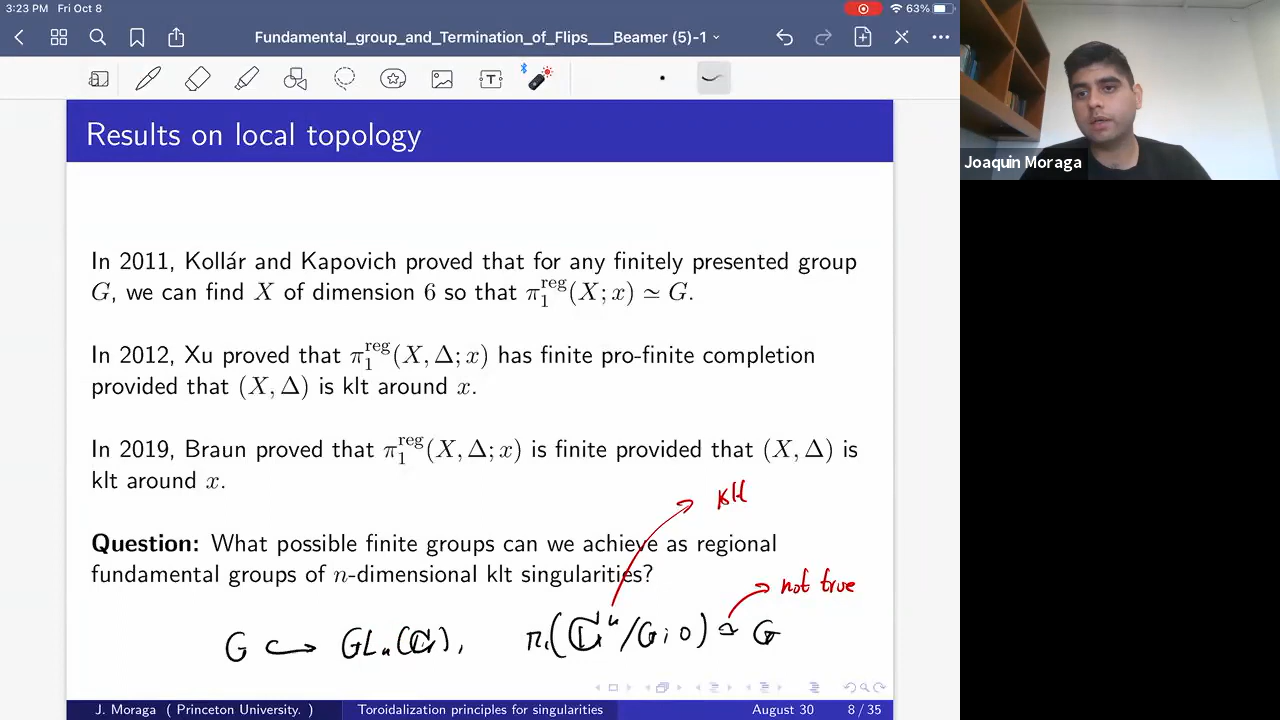 3:23 PM Fri Oct 8
63%
Fundamental_group_and_Termination_of_Flips___Beamer (5)-1
Results on local topology
Joaquin Moraga
In 2011, Kollár and Kapovich proved that for any finitely presented group
G, we can find X of dimension 6 so that π₁^reg(X; x) ≃ G.
In 2012, Xu proved that π₁^reg(X, Δ; x) has finite pro-finite completion
provided that (X, Δ) is klt around x.
In 2019, Braun proved that π₁^reg(X, Δ; x) is finite provided that (X, Δ) is
klt around x.
klt
Question: What possible finite groups can we achieve as regional
fundamental groups of n-dimensional klt singularities?
not true
G ↪ GLₙ(ℂ), π₁(ℂⁿ/G; 0) ≃ G
J. Moraga ( Princeton University. ) Toroidalization principles for singularities August 30 8 / 35